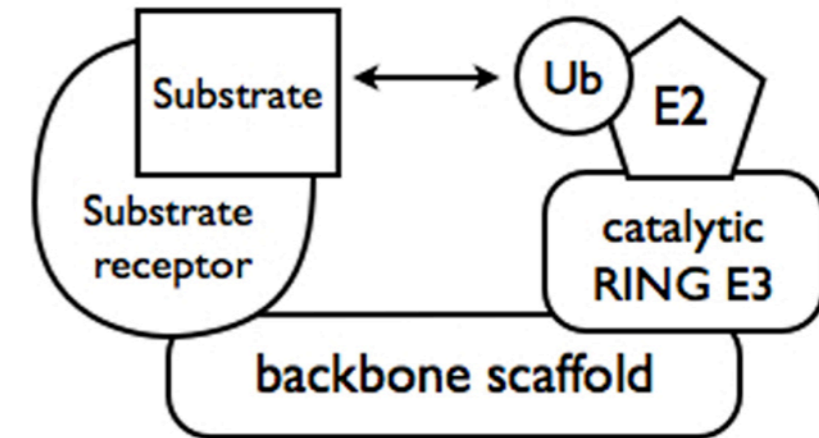 Substrate
Ub
E2
Substrate
receptor
catalytic
RING E3
backbone scaffold